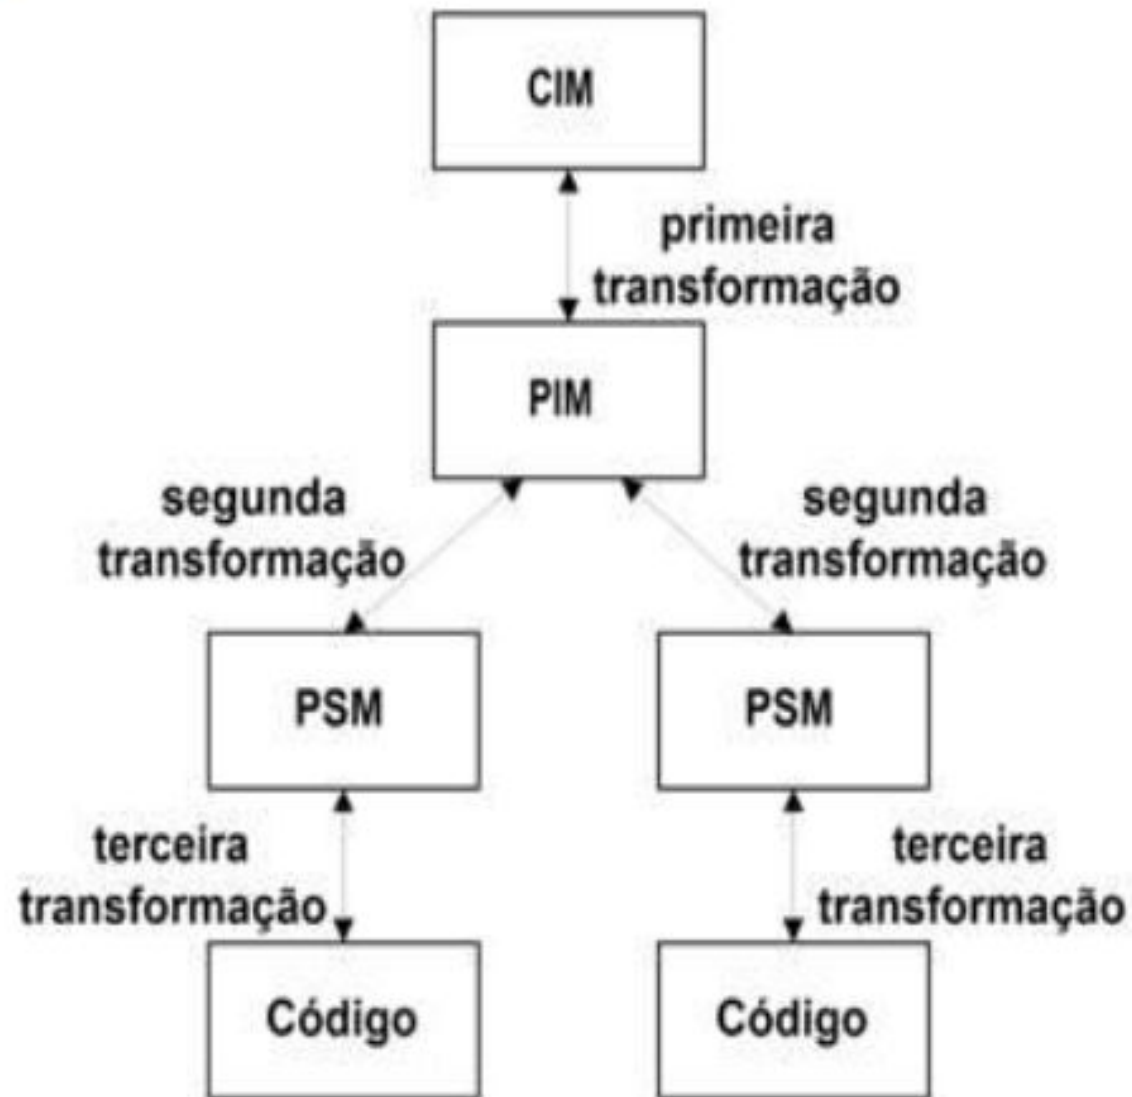 CIM
primeira
transformação
PIM
segunda
transformação
segunda
transformação
PSM
PSM
terceira
transformação
terceira
transformação
Código
Código